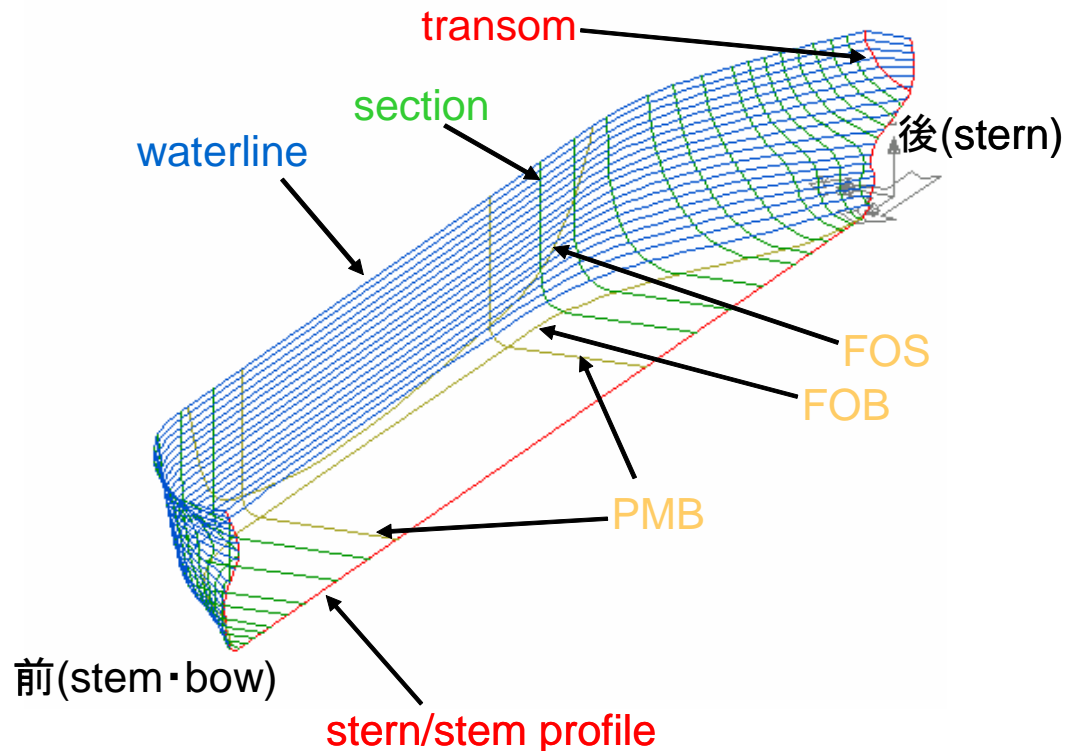 transom
section
waterline
後(stern)
FOS
FOB
PMB
前(stem・bow)
stern/stem profile